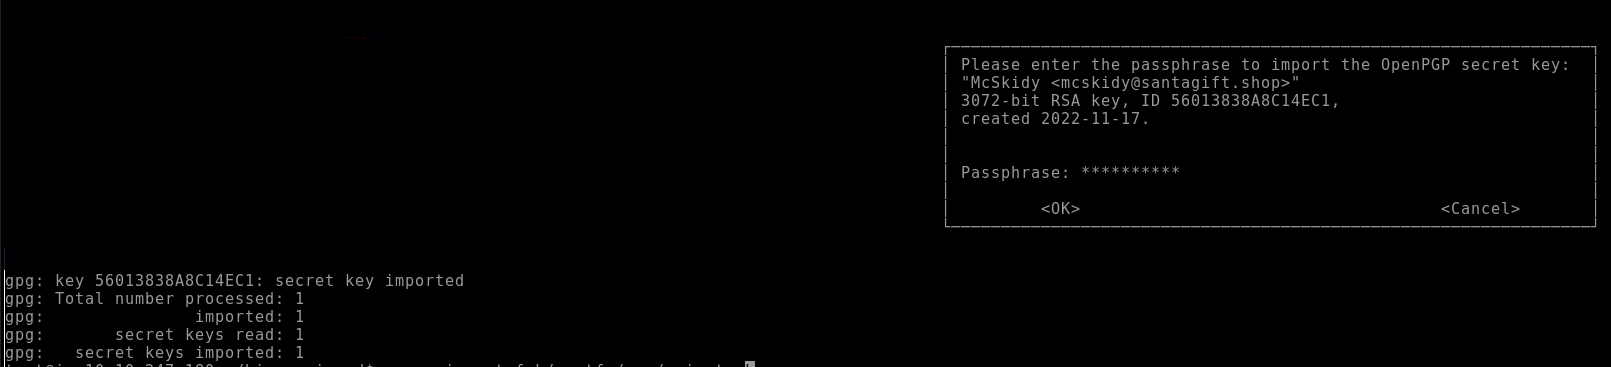 Please enter the passphrase to import the OpenPGP secret key:
"McSkidy <mcskidy@santagift.shop>"
3072-bit RSA key, ID 56013838A8C14EC1,
created 2022-11-17.
Passphrase: **********
<OK> <Cancel>
gpg: key 56013838A8C14EC1: secret key imported
gpg: Total number processed: 1
gpg: imported: 1
gpg: secret keys read: 1
gpg: secret keys imported: 1